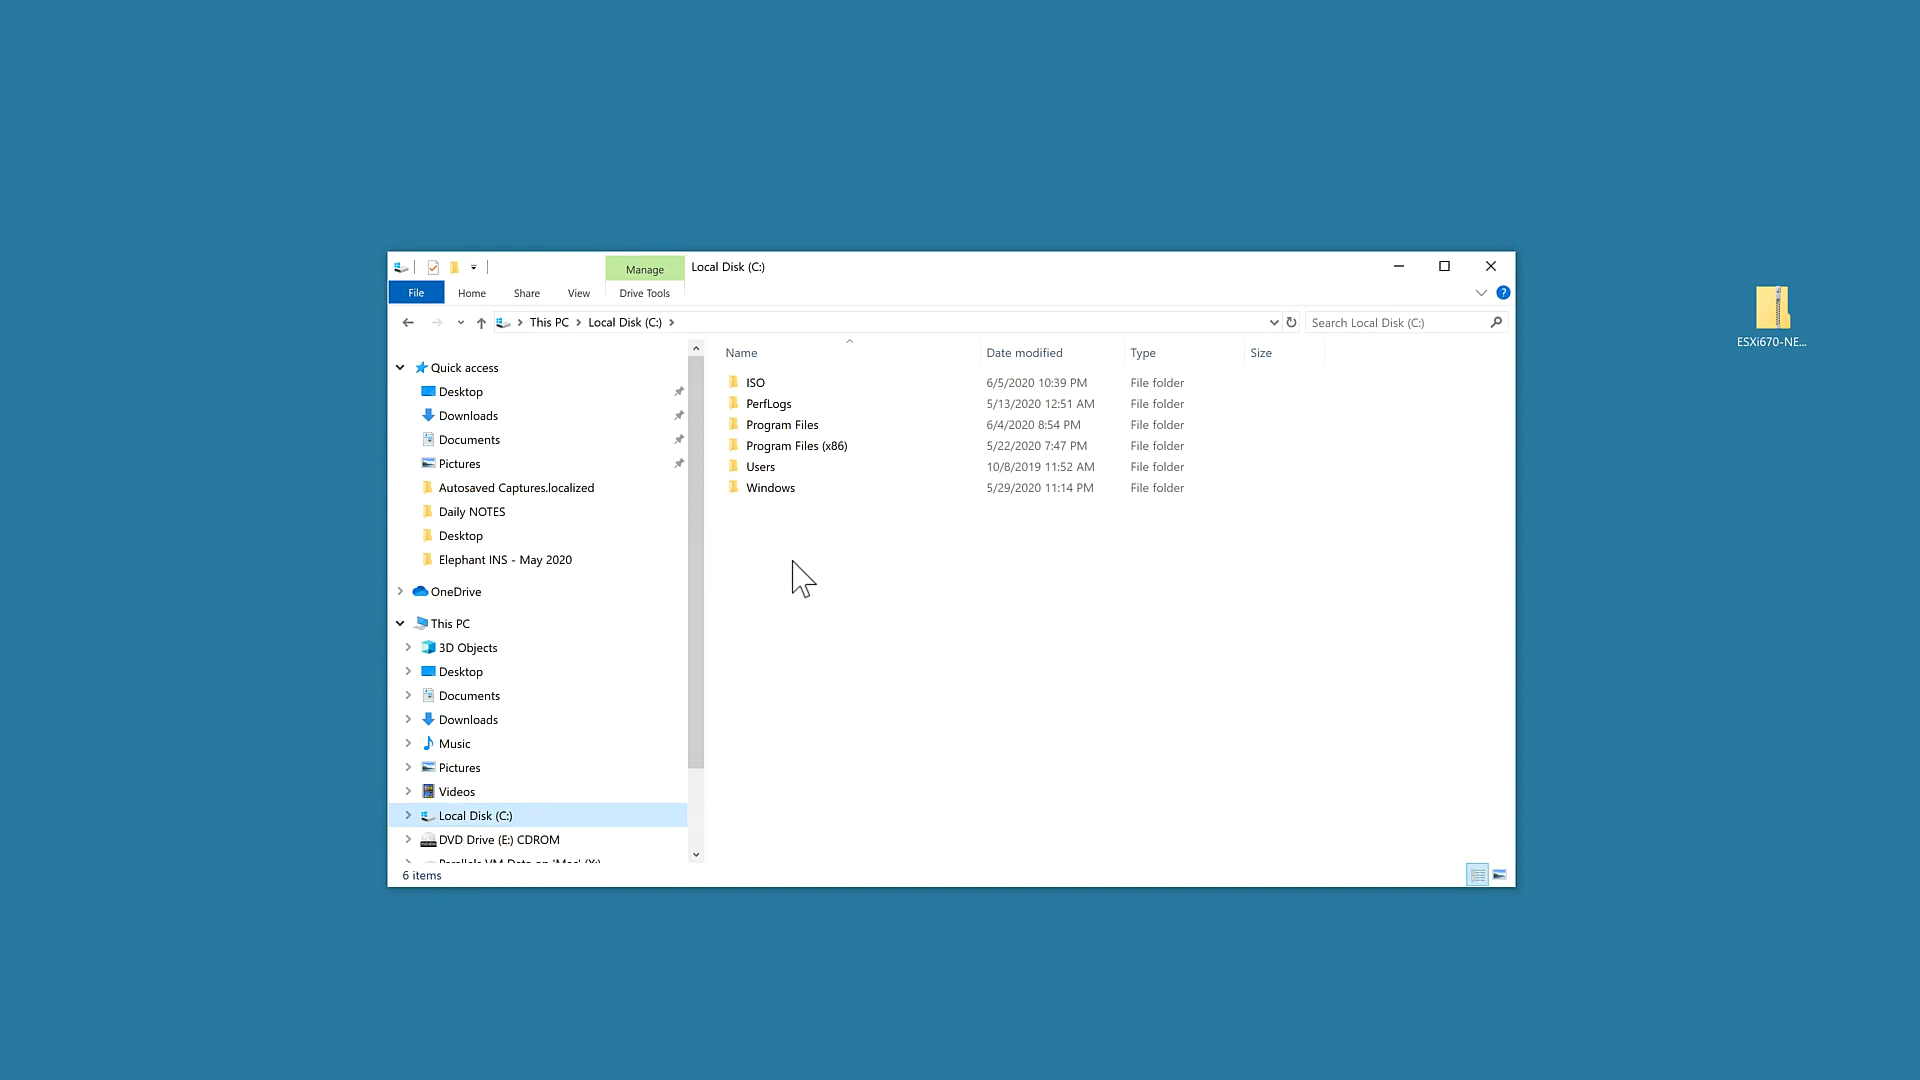 Manage
Local Disk (C:)
File
Home
Share
View
Drive Tools
?
This PC
Local Disk (C:)
Search Local Disk (C:)
Name
Date modified
Type
Size
Quick access
Desktop
Downloads
Documents
Pictures
Autosaved Captures.localized
Daily NOTES
Desktop
Elephant INS - May 2020
OneDrive
This PC
3D Objects
Desktop
Documents
Downloads
Music
Pictures
Videos
Local Disk (C:)
DVD Drive (E:) CDROM
ISO 6/5/2020 10:39 PM File folder
PerfLogs 5/13/2020 12:51 AM File folder
Program Files 6/4/2020 8:54 PM File folder
Program Files (x86) 5/22/2020 7:47 PM File folder
Users 10/8/2019 11:52 AM File folder
Windows 5/29/2020 11:14 PM File folder
6 items
ESXi670-NE...